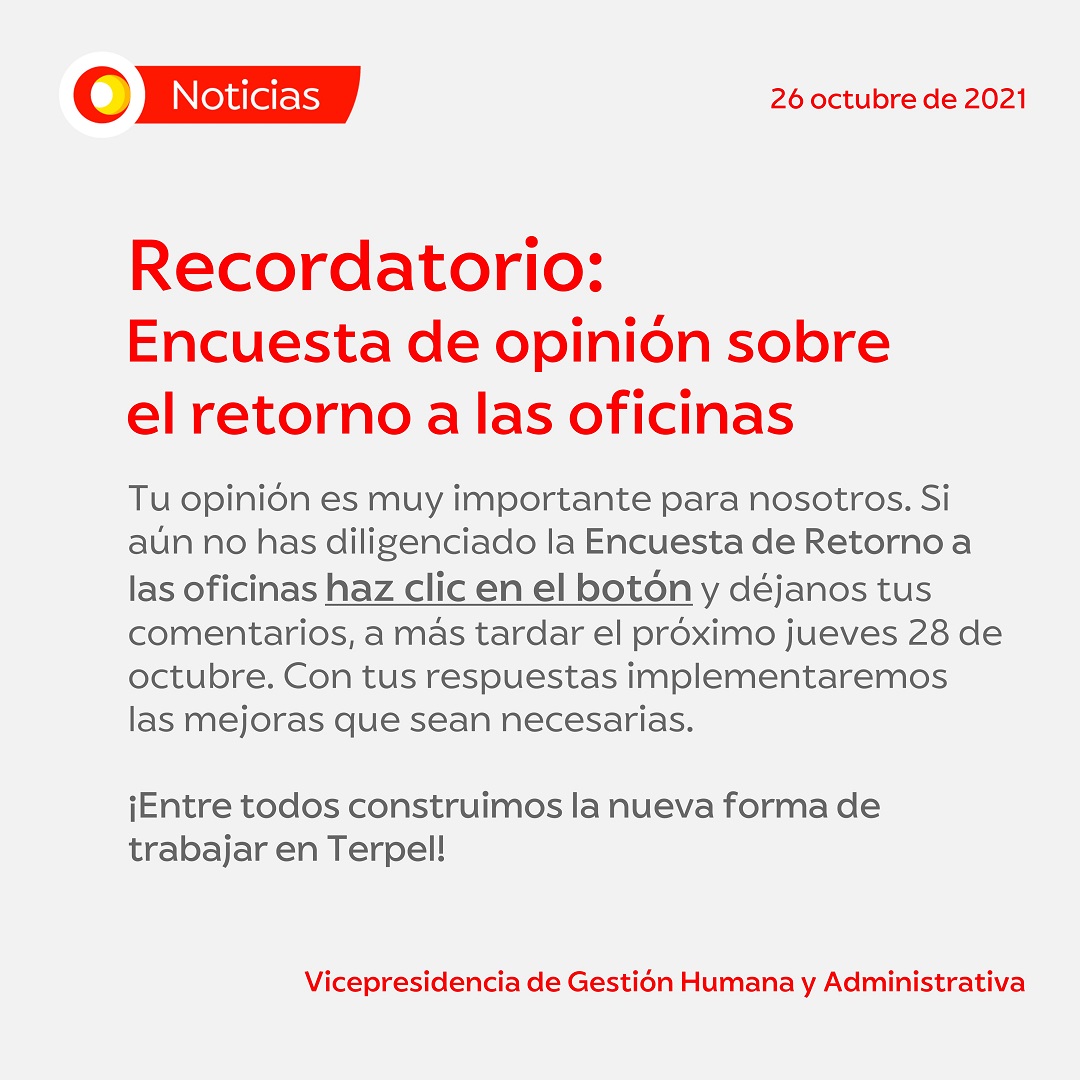 Noticias
26 octubre de 2021
Recordatorio:
Encuesta de opinión sobre
el retorno a las oficinas
Tu opinión es muy importante para nosotros. Si
aún no has diligenciado la Encuesta de Retorno a
las oficinas haz clic en el botón y déjanos tus
comentarios, a más tardar el próximo jueves 28 de
octubre. Con tus respuestas implementaremos
las mejoras que sean necesarias.
¡Entre todos construimos la nueva forma de
trabajar en Terpel!
Vicepresidencia de Gestión Humana y Administrativa